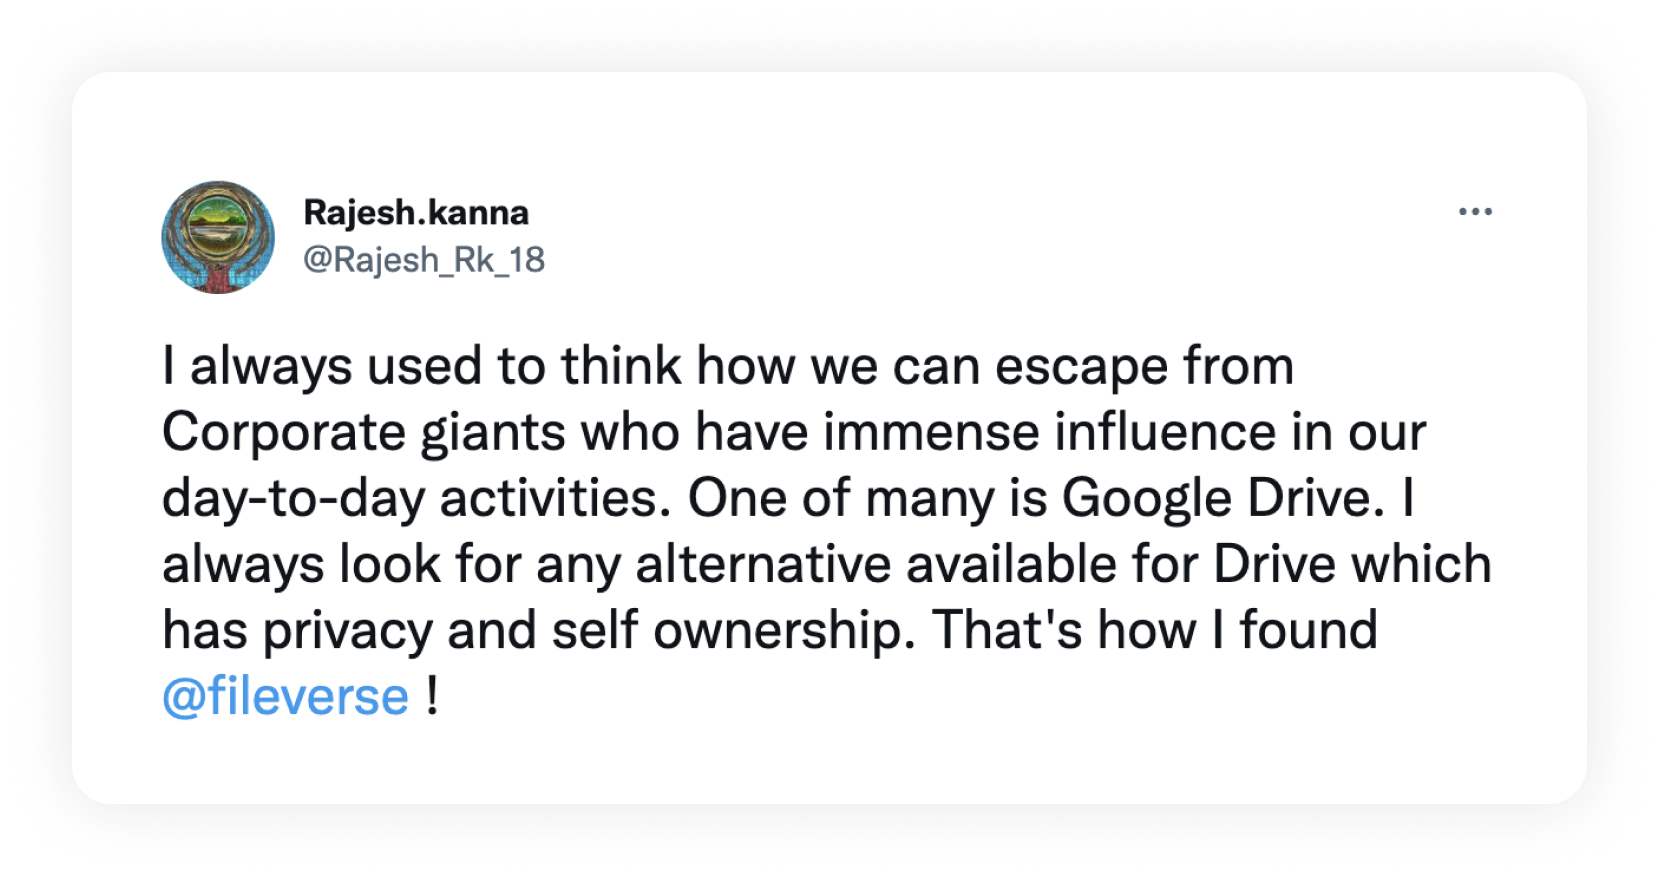 Rajesh.kanna
@Rajesh_Rk_18
I always used to think how we can escape from
Corporate giants who have immense influence in our
day-to-day activities. One of many is Google Drive. I
always look for any alternative available for Drive which
has privacy and self ownership. That's how I found
@fileverse !